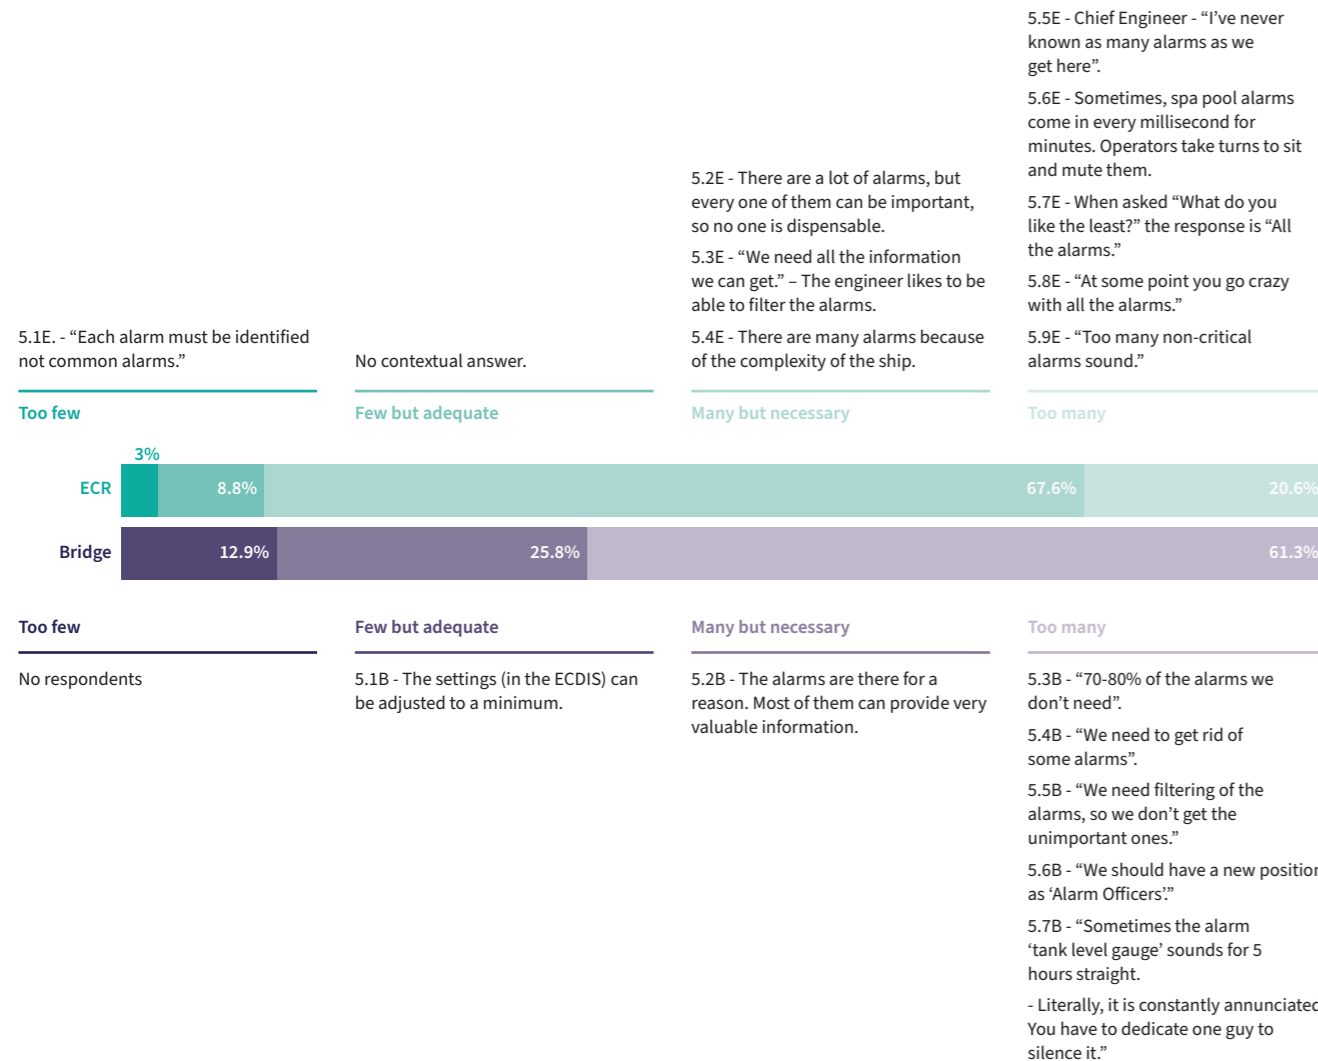 5.1E. - “Each alarm must be identified
not common alarms.”
No contextual answer.
5.2E - There are a lot of alarms, but
every one of them can be important,
so no one is dispensable.
5.3E - “We need all the information
we can get.” – The engineer likes to be
able to filter the alarms.
5.4E - There are many alarms because
of the complexity of the ship.
5.5E - Chief Engineer - “I’ve never
known as many alarms as we
get here”.
5.6E - Sometimes, spa pool alarms
come in every millisecond for
minutes. Operators take turns to sit
and mute them.
5.7E - When asked “What do you
like the least?” the response is “All
the alarms.”
5.8E - “At some point you go crazy
with all the alarms.”
5.9E - “Too many non-critical
alarms sound.”
Too few
Few but adequate
Many but necessary
Too many
3%
ECR
8.8%
67.6%
20.6%
Bridge
12.9%
25.8%
61.3%
Too few
Few but adequate
Many but necessary
Too many
No respondents
5.1B - The settings (in the ECDIS) can
be adjusted to a minimum.
5.2B - The alarms are there for a
reason. Most of them can provide very
valuable information.
5.3B - “70-80% of the alarms we
don’t need”.
5.4B - “We need to get rid of
some alarms”.
5.5B - “We need filtering of the
alarms, so we don’t get the
unimportant ones.”
5.6B - “We should have a new position
as ‘Alarm Officers’.”
5.7B - “Sometimes the alarm
‘tank level gauge’ sounds for 5
hours straight.
- Literally, it is constantly annunciated
You have to dedicate one guy to
silence it.”